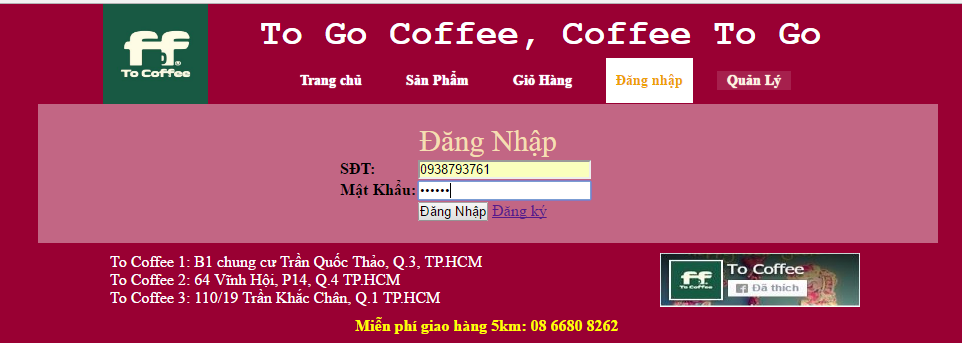 ff
®
To Coffee
To Go Coffee, Coffee To Go
Trang chủ Sản Phẩm Giỏ Hàng Đăng nhập Quản Lý
Đăng Nhập
SĐT: 0938793761
Mật Khẩu: ••••••
Đăng Nhập Đăng ký
To Coffee 1: B1 chung cư Trần Quốc Thảo, Q.3, TP.HCM
To Coffee 2: 64 Vĩnh Hội, P14, Q.4 TP.HCM
To Coffee 3: 110/19 Trần Khắc Chân, Q.1 TP.HCM
ff
To Coffee
To Coffee
Đã thích
Miễn phí giao hàng 5km: 08 6680 8262